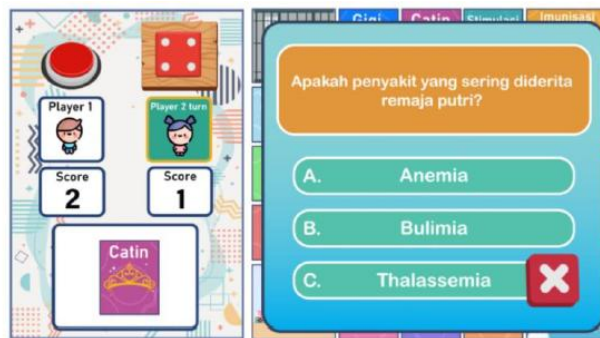 Player 1
Player 2 turn
Score
2
Score
1
Catin
Gigi
Catin
Stimulasi
Imunisasi
Apakah penyakit yang sering diderita
remaja putri?
A. Anemia
B. Bulimia
C. Thalassemia